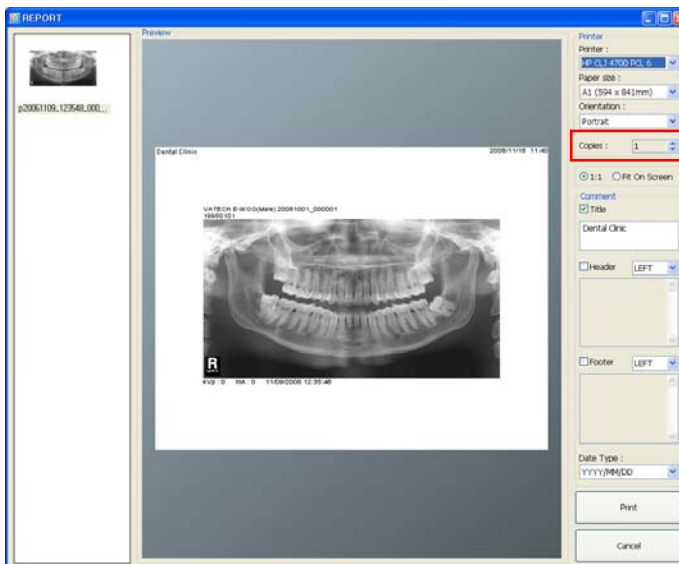 REPORT
p20061109_129548_000...
Preview
Dental Clinic
2006/11/16 11:40
VATECH E-WOO(Male) 20061001_000001
19960101
R
KVp : 0 MA : 0 11/09/2006 12:35:48
Printer
Printer :
HP CLJ 4700 PCL 6
Paper size :
A1 (594 x 841mm)
Orientation :
Portrait
Copies : 1
1:1 Fit On Screen
Comment
Title
Dental Clinic
Header LEFT
Footer LEFT
Date Type :
YYYY/MM/DD
Print
Cancel